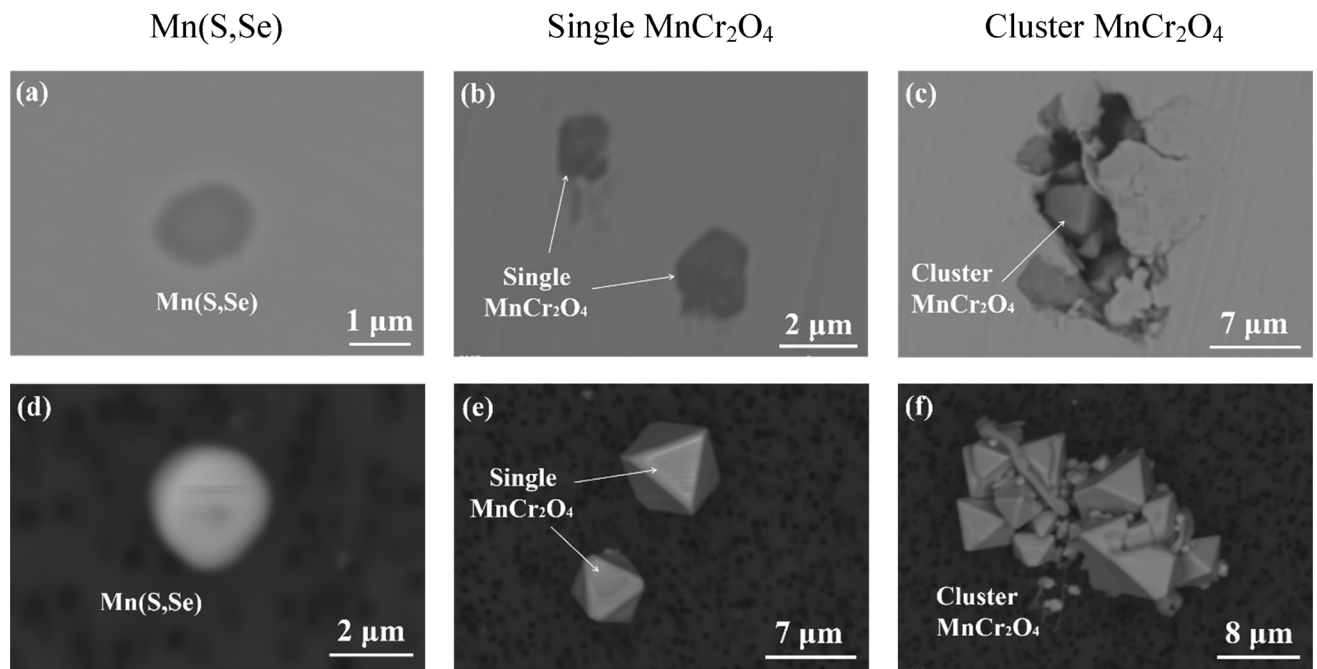 Mn(S,Se) Single MnCr₂O₄ Cluster MnCr₂O₄
(a) (b) (c)
Mn(S,Se)
1 μm
Single
MnCr₂O₄
2 μm
Cluster
MnCr₂O₄
7 μm
(d) (e) (f)
Mn(S,Se)
2 μm
Single
MnCr₂O₄
7 μm
Cluster
MnCr₂O₄
8 μm